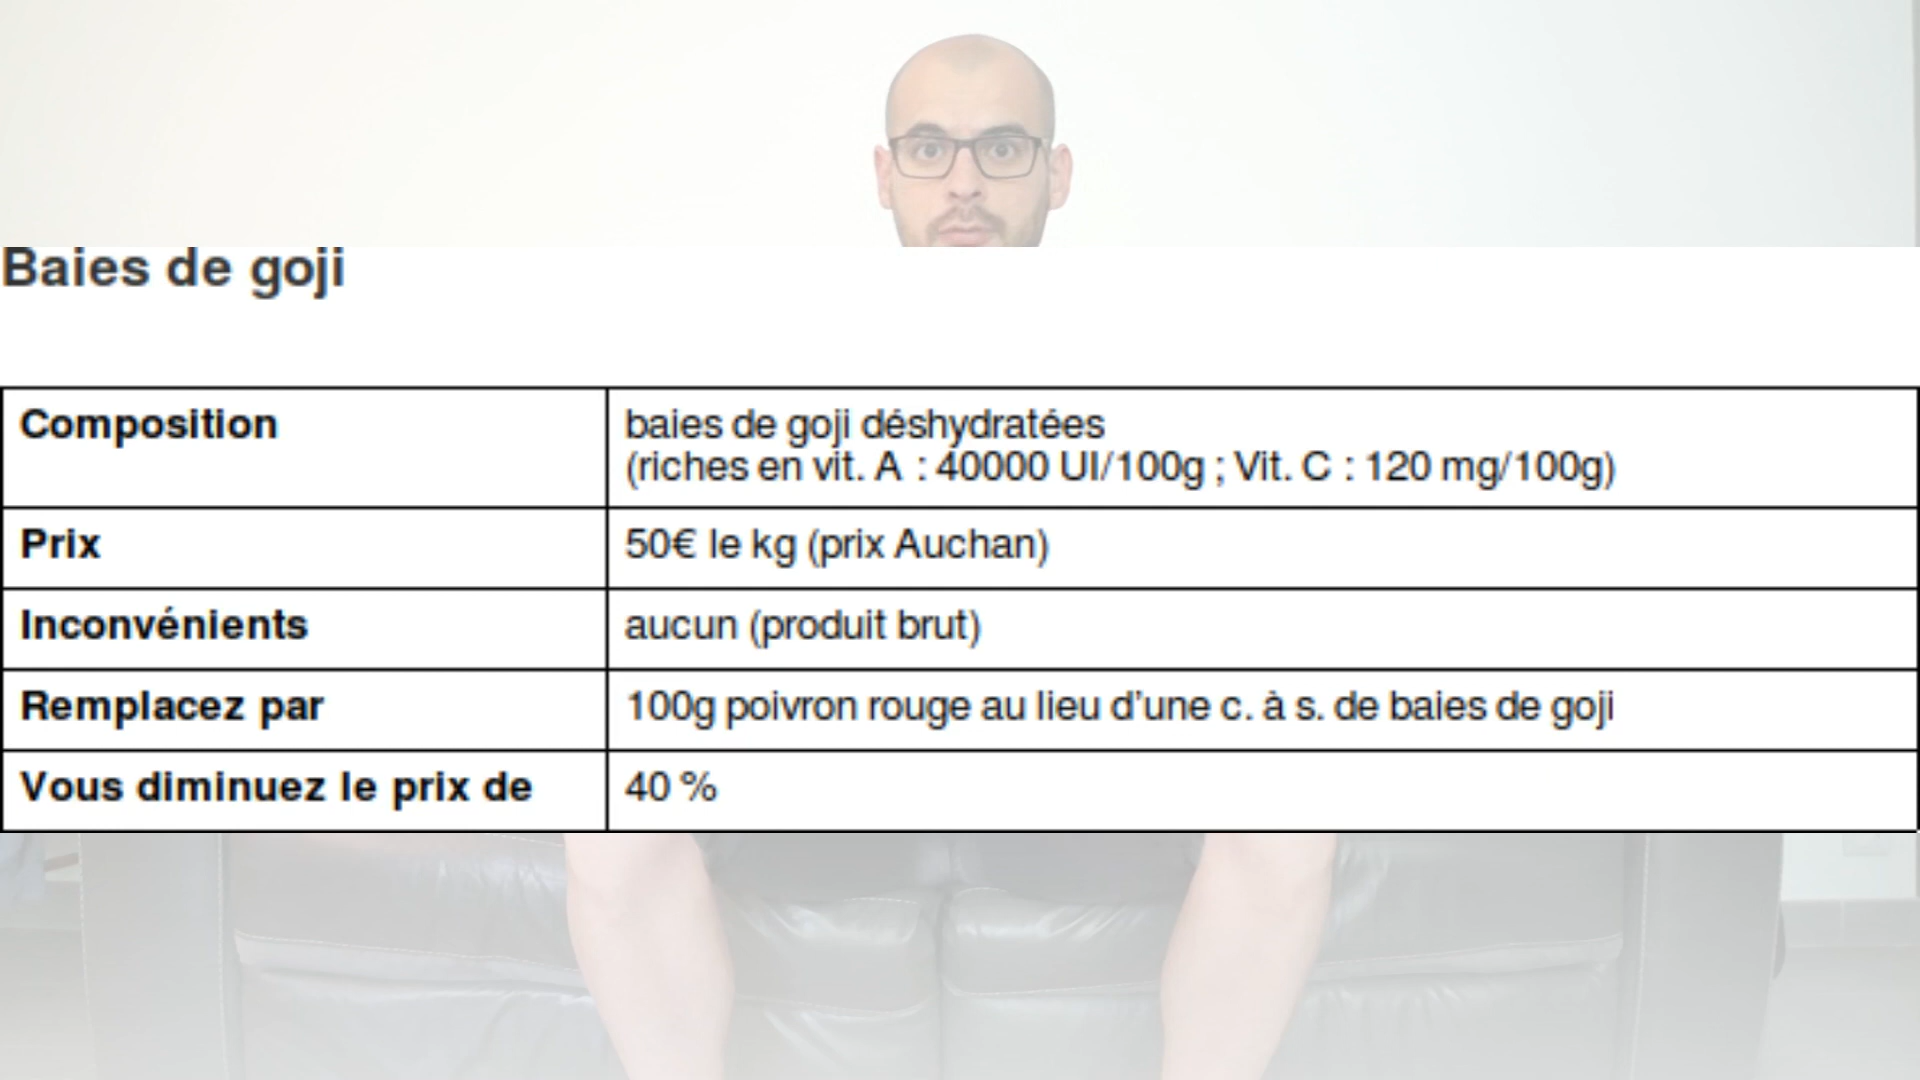 Baies de goji
Composition
baies de goji déshydratées
(riches en vit. A : 40000 UI/100g ; Vit. C : 120 mg/100g)
Prix
50€ le kg (prix Auchan)
Inconvénients
aucun (produit brut)
Remplacez par
100g poivron rouge au lieu d'une c. à s. de baies de goji
Vous diminuez le prix de
40 %